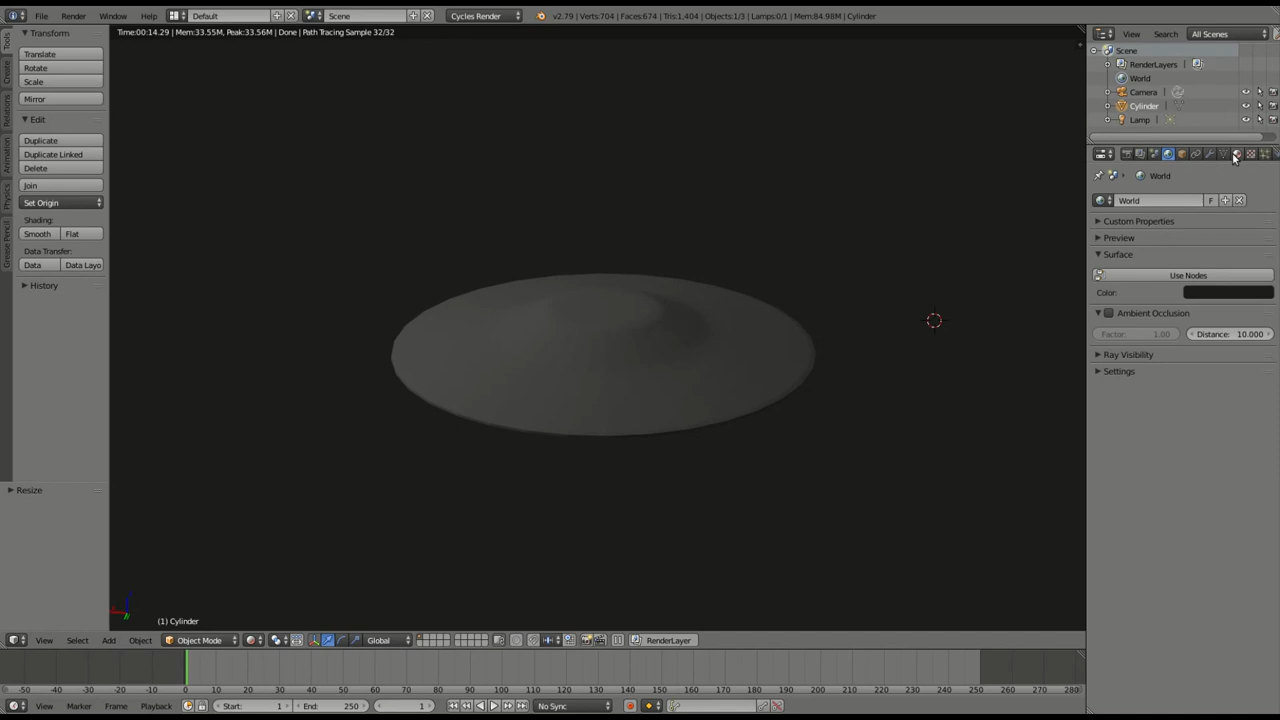 File Render Window Help Default Scene Cycles Render v2.79 | Verts:704 | Faces:674 | Tris:1,404 | Objects:1/3 | Lamps:0/1 | Mem:84.98M | Cylinder
Time:00:14.29 | Mem:33.55M, Peak:33.56M | Done | Path Tracing Sample 32/32
Tools
Create
Relations
Animation
Physics
Grease Pencil
Transform
Translate
Rotate
Scale
Mirror
Edit
Duplicate
Duplicate Linked
Delete
Join
Set Origin
Shading:
Smooth Flat
Data Transfer:
Data Data Layo
History
Resize
(1) Cylinder
View Select Add Object Object Mode Global RenderLayer
View Search All Scenes
Scene
RenderLayers
World
Camera
Cylinder
Lamp
World
World F
Custom Properties
Preview
Surface
Use Nodes
Color:
Ambient Occlusion
Factor: 1.00 Distance: 10.000
Ray Visibility
Settings
-50 -40 -30 -20 -10 0 10 20 30 40 50 60 70 80 90 100 110 120 130 140 150 160 170 180 190 200 210 220 230 240 250 260 270 280
View Marker Frame Playback Start: 1 End: 250 1 No Sync